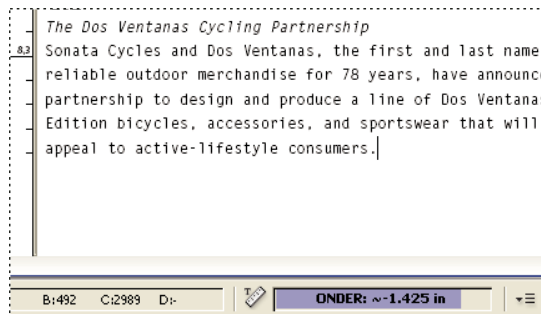 The Dos Ventanas Cycling Partnership
8,3 Sonata Cycles and Dos Ventanas, the first and last name
reliable outdoor merchandise for 78 years, have announc
partnership to design and produce a line of Dos Ventana
Edition bicycles, accessories, and sportswear that will
appeal to active-lifestyle consumers.
B:492 C:2989 D:- T ONDER: ~-1.425 in